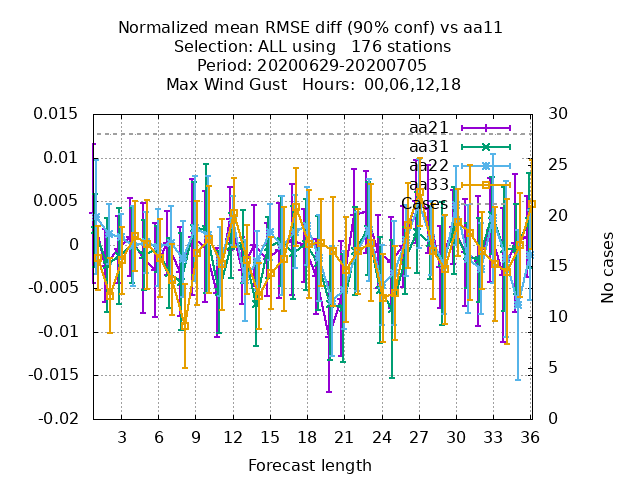 Normalized mean RMSE diff (90% conf) vs aa11
Selection: ALL using   176 stations
Period: 20200629-20200705
Max Wind Gust   Hours:  00,06,12,18
0.015
0.01
0.005
0
-0.005
-0.01
-0.015
-0.02
30
25
20
15
10
5
0
aa21
aa31
aa22
aa33
Cases
No cases
3 6 9 12 15 18 21 24 27 30 33 36
Forecast length